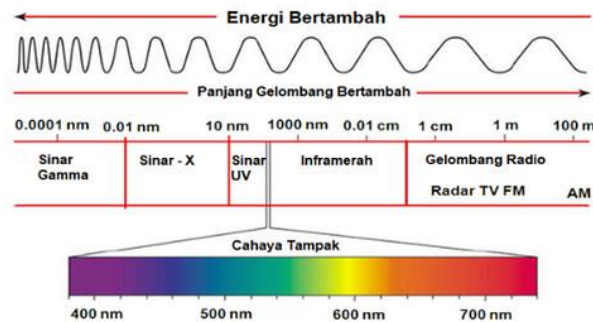 Energi Bertambah
Panjang Gelombang Bertambah
0.0001 nm 0.01 nm 10 nm 1000 nm 0.01 cm 1 cm 1 m 100 m
Sinar Gamma
Sinar - X
Sinar UV
Inframerah
Gelombang Radio
Radar TV FM AM
Cahaya Tampak
400 nm 500 nm 600 nm 700 nm